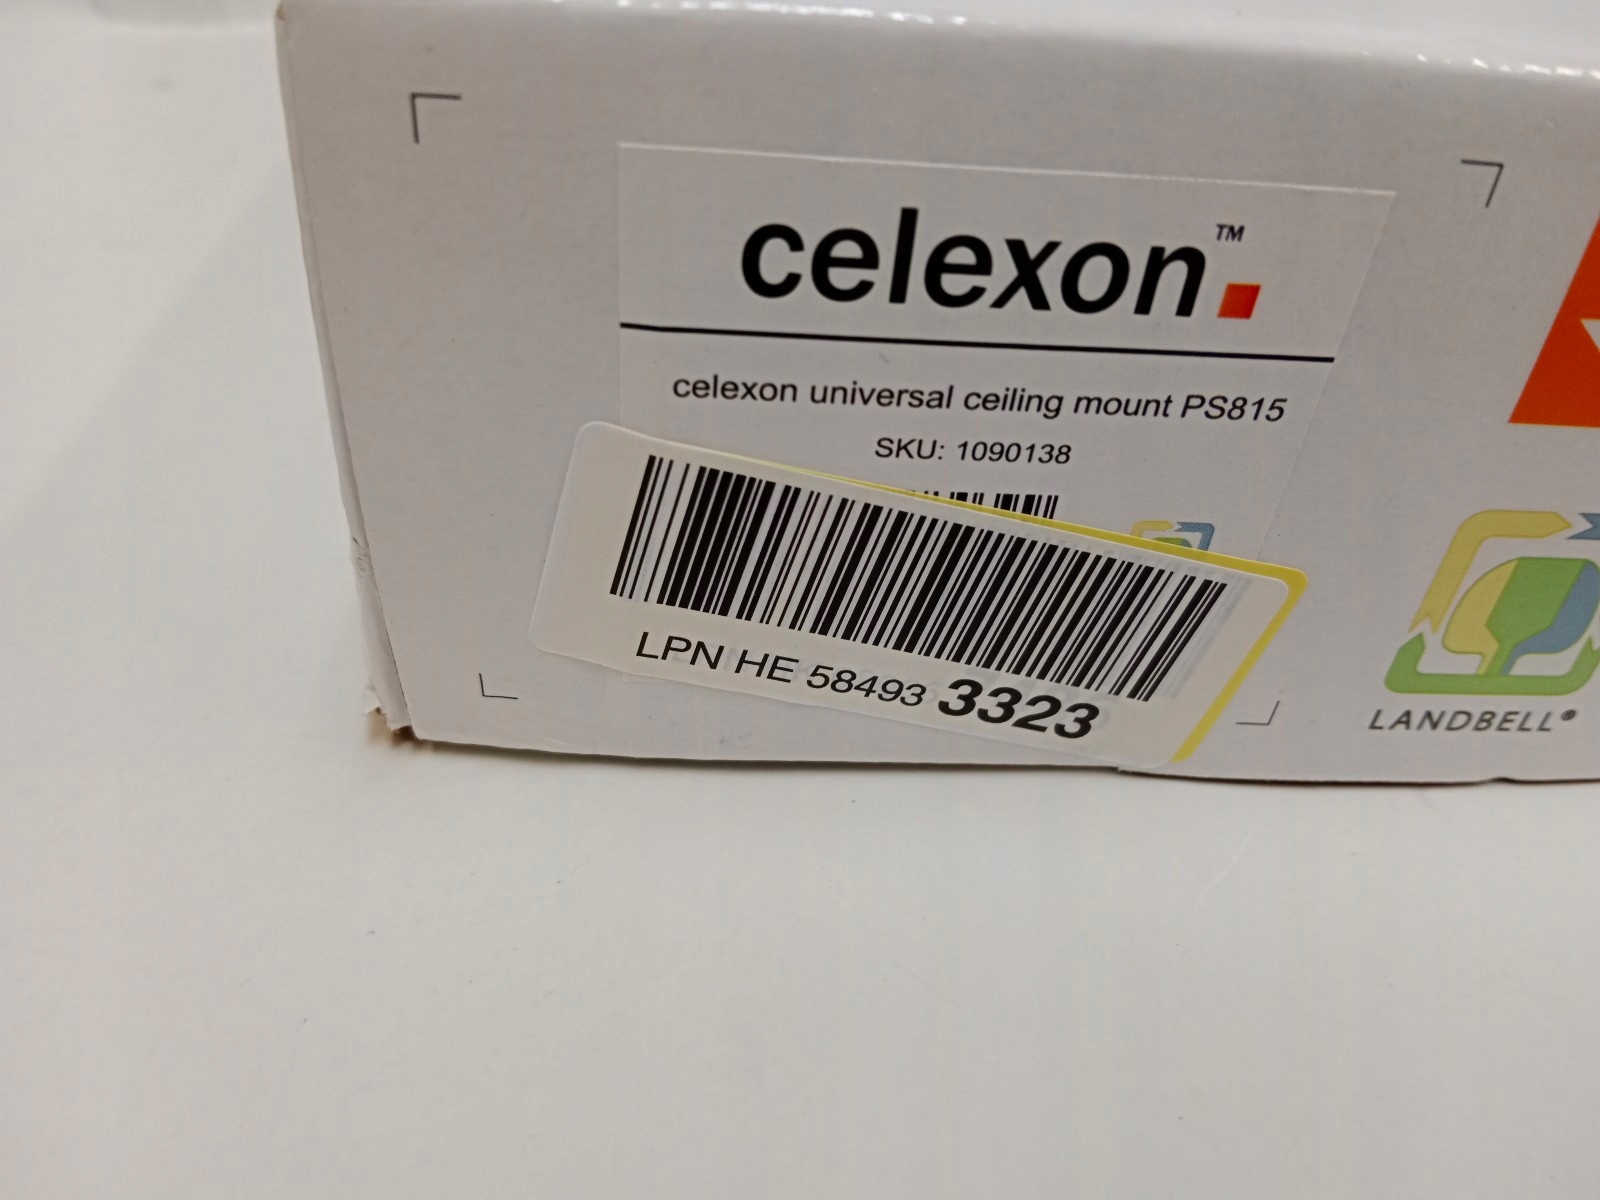 celexon™
celexon universal ceiling mount PS815
SKU: 1090138
LPN HE 58493 3323
LANDBELL®